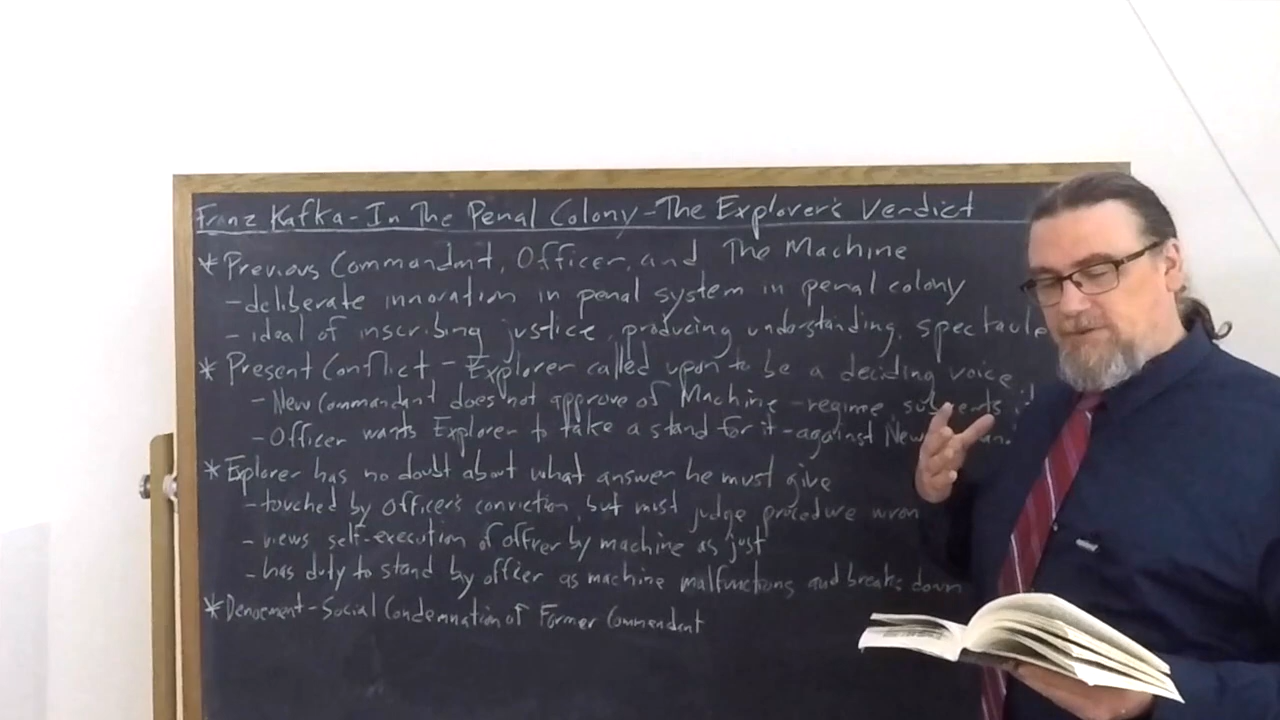 Franz Kafka-In The Penal Colony-The Explorer's Verdict
* Previous Commandant, Officer, and The Machine
- deliberate innovation in penal system in penal colony
- ideal of inscribing justice, producing understanding, spectacle
* Present Conflict - Explorer called upon to be a deciding voice
- New Commandant does not approve of Machine - regime
- Officer wants Explorer to take a stand for it - against New
* Explorer has no doubt about what answer he must give
- touched by Officer's conviction, but must judge procedure wron
- views self-execution of officer by machine as just
- has duty to stand by officer as machine malfunctions and breaks down
* Denoument - Social Condemnation of Former Commandant